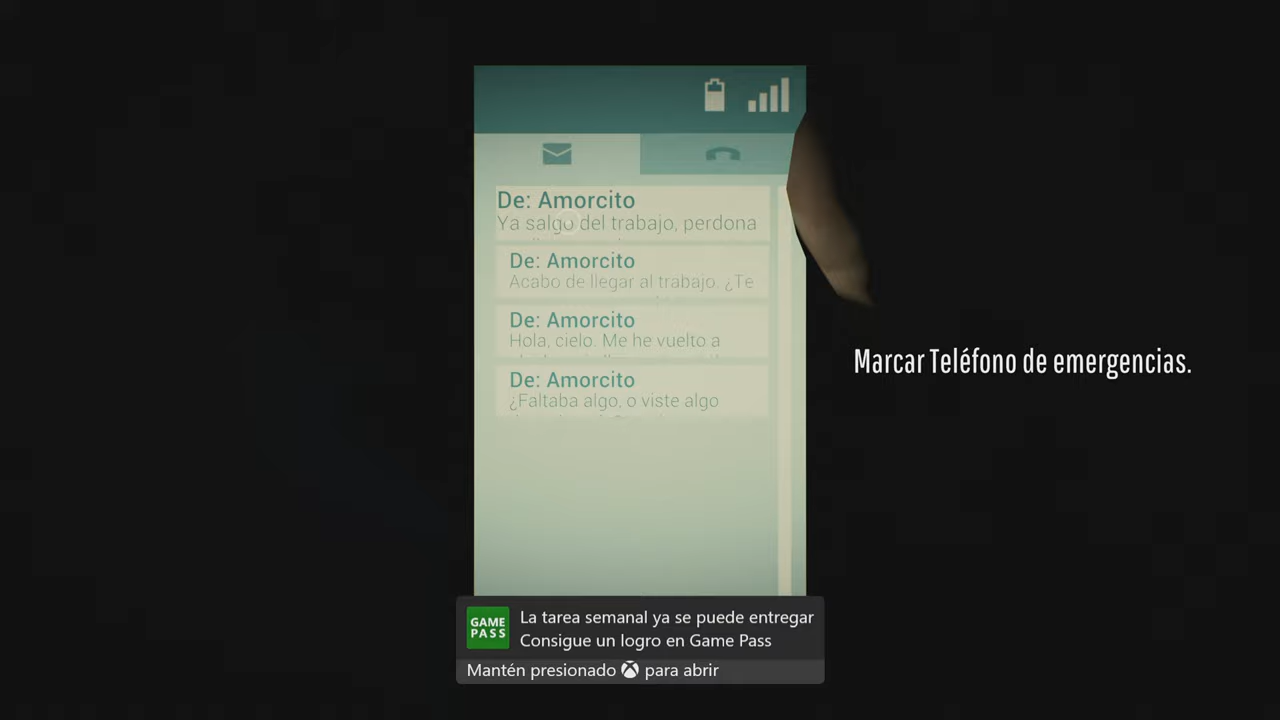 De: Amorcito
Ya salgo del trabajo, perdona
De: Amorcito
Acabo de llegar al trabajo. ¿Te
De: Amorcito
Hola, cielo. Me he vuelto a
De: Amorcito
¿Faltaba algo, o viste algo
Marcar Teléfono de emergencias.
GAME
PASS
La tarea semanal ya se puede entregar
Consigue un logro en Game Pass
Mantén presionado para abrir